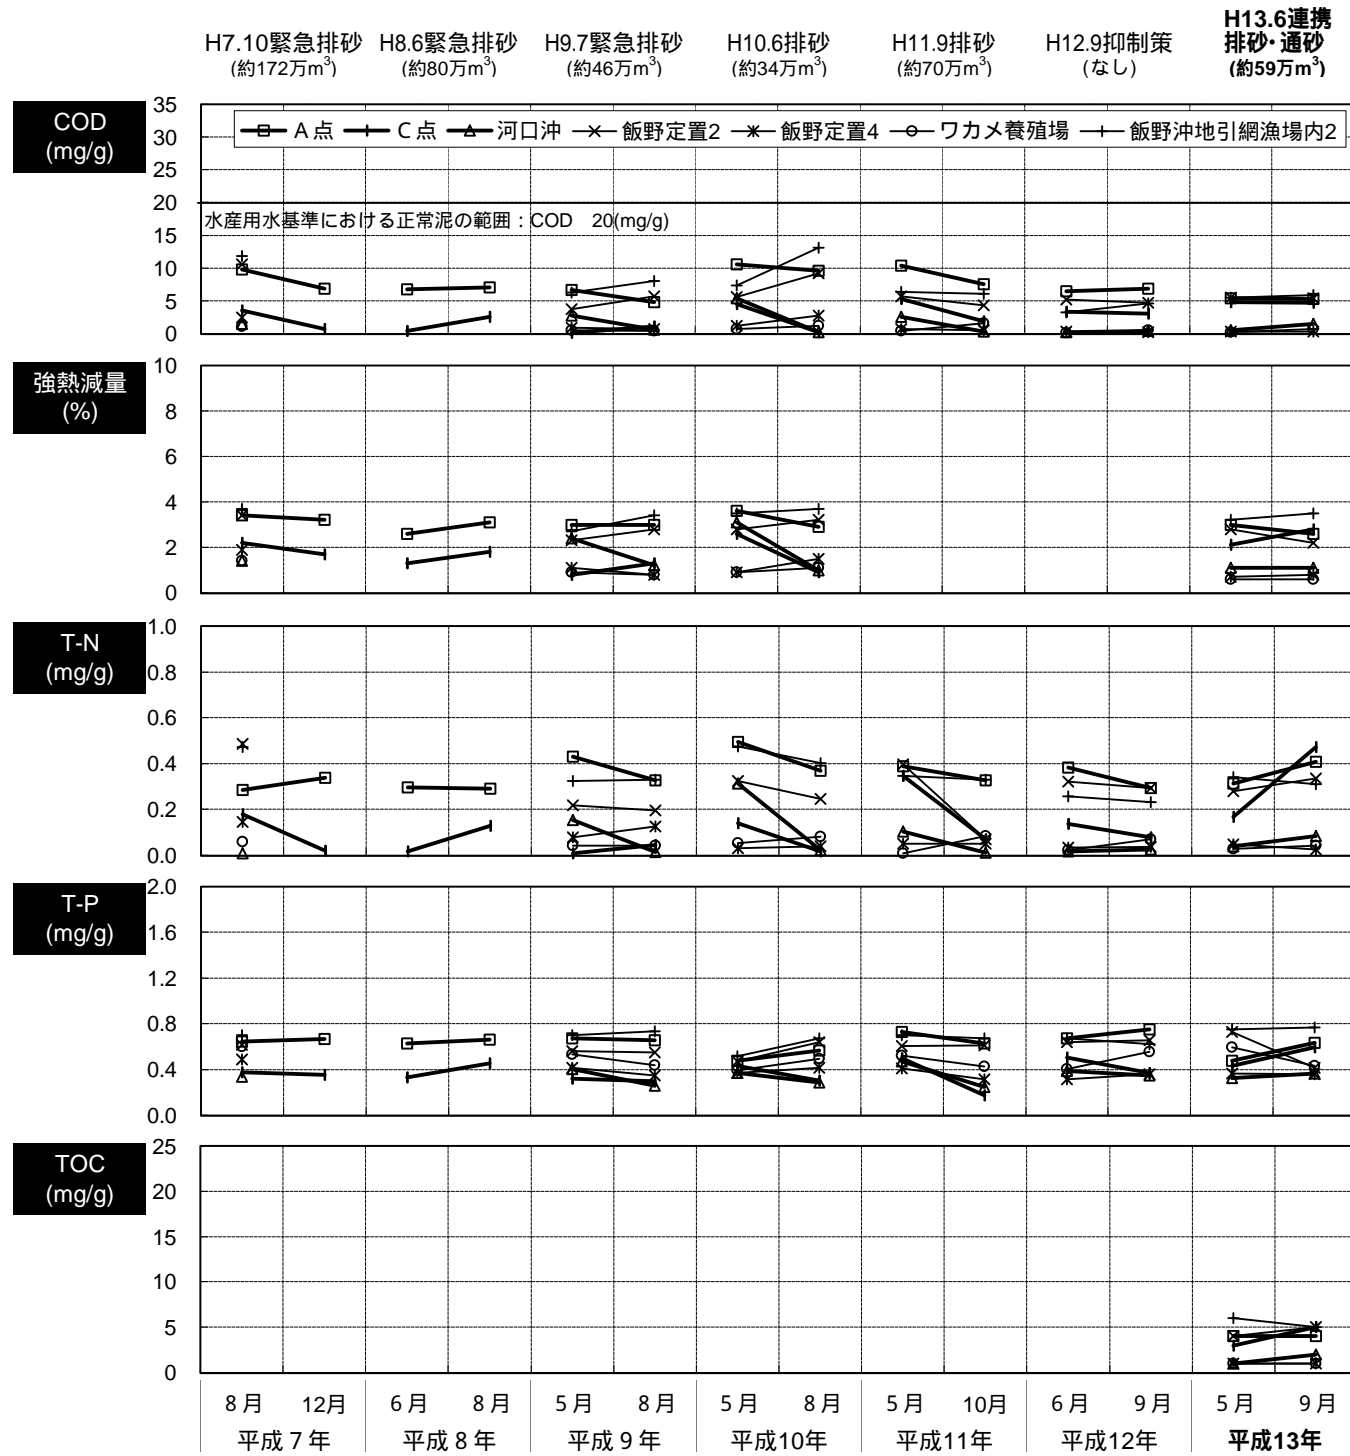 H7.10緊急排砂 H8.6緊急排砂 H9.7緊急排砂 H10.6排砂 H11.9排砂 H12.9抑制策 H13.6連携排砂・通砂
(約172万m³) (約80万m³) (約46万m³) (約34万m³) (約70万m³) (なし) (約59万m³)
COD
(mg/g)
35
30
25
20
15
10
5
0
A点 C点 河口沖 飯野定置2 飯野定置4 ワカメ養殖場 飯野沖地引網漁場内2
水産用水基準における正常泥の範囲：COD 20(mg/g)
強熱減量
(%)
10
8
6
4
2
0
T-N
(mg/g)
1.0
0.8
0.6
0.4
0.2
0.0
T-P
(mg/g)
2.0
1.6
1.2
0.8
0.4
0.0
TOC
(mg/g)
25
20
15
10
5
0
8月 12月 6月 8月 5月 8月 5月 8月 5月 10月 6月 9月 5月 9月
平成7年 平成8年 平成9年 平成10年 平成11年 平成12年 平成13年